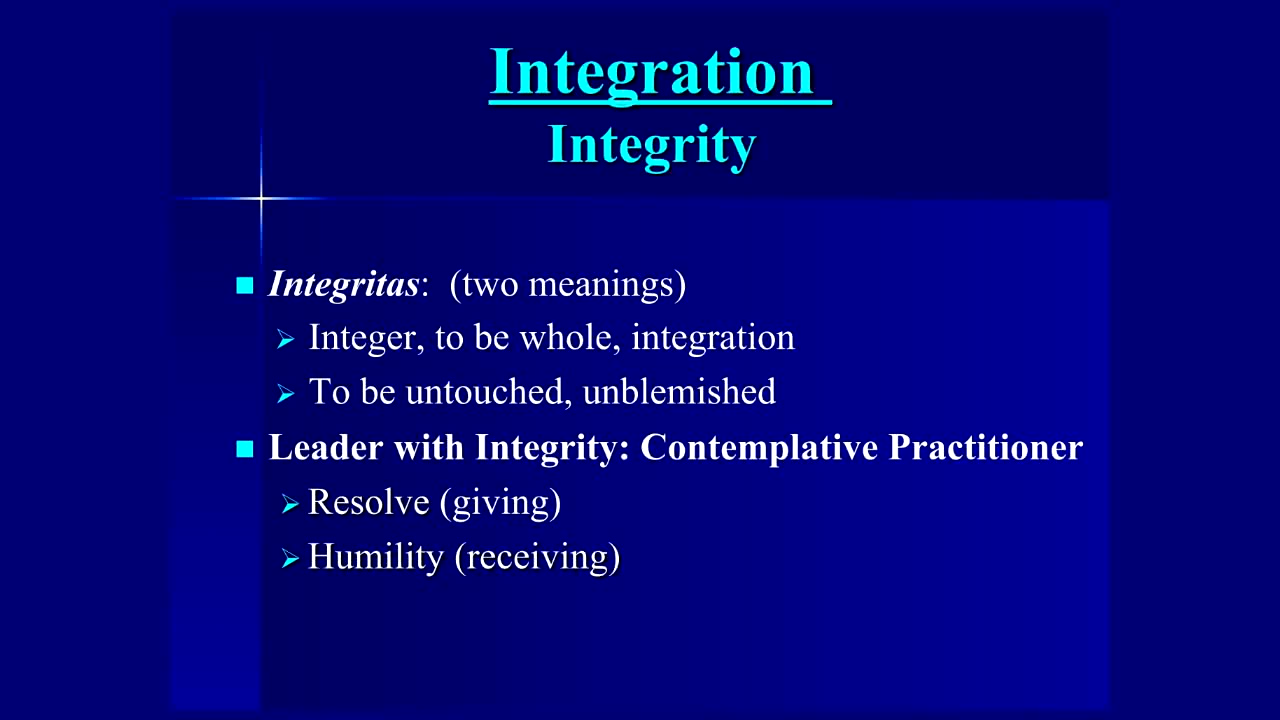 Integration
Integrity
Integritas: (two meanings)
Integer, to be whole, integration
To be untouched, unblemished
Leader with Integrity: Contemplative Practitioner
Resolve (giving)
Humility (receiving)